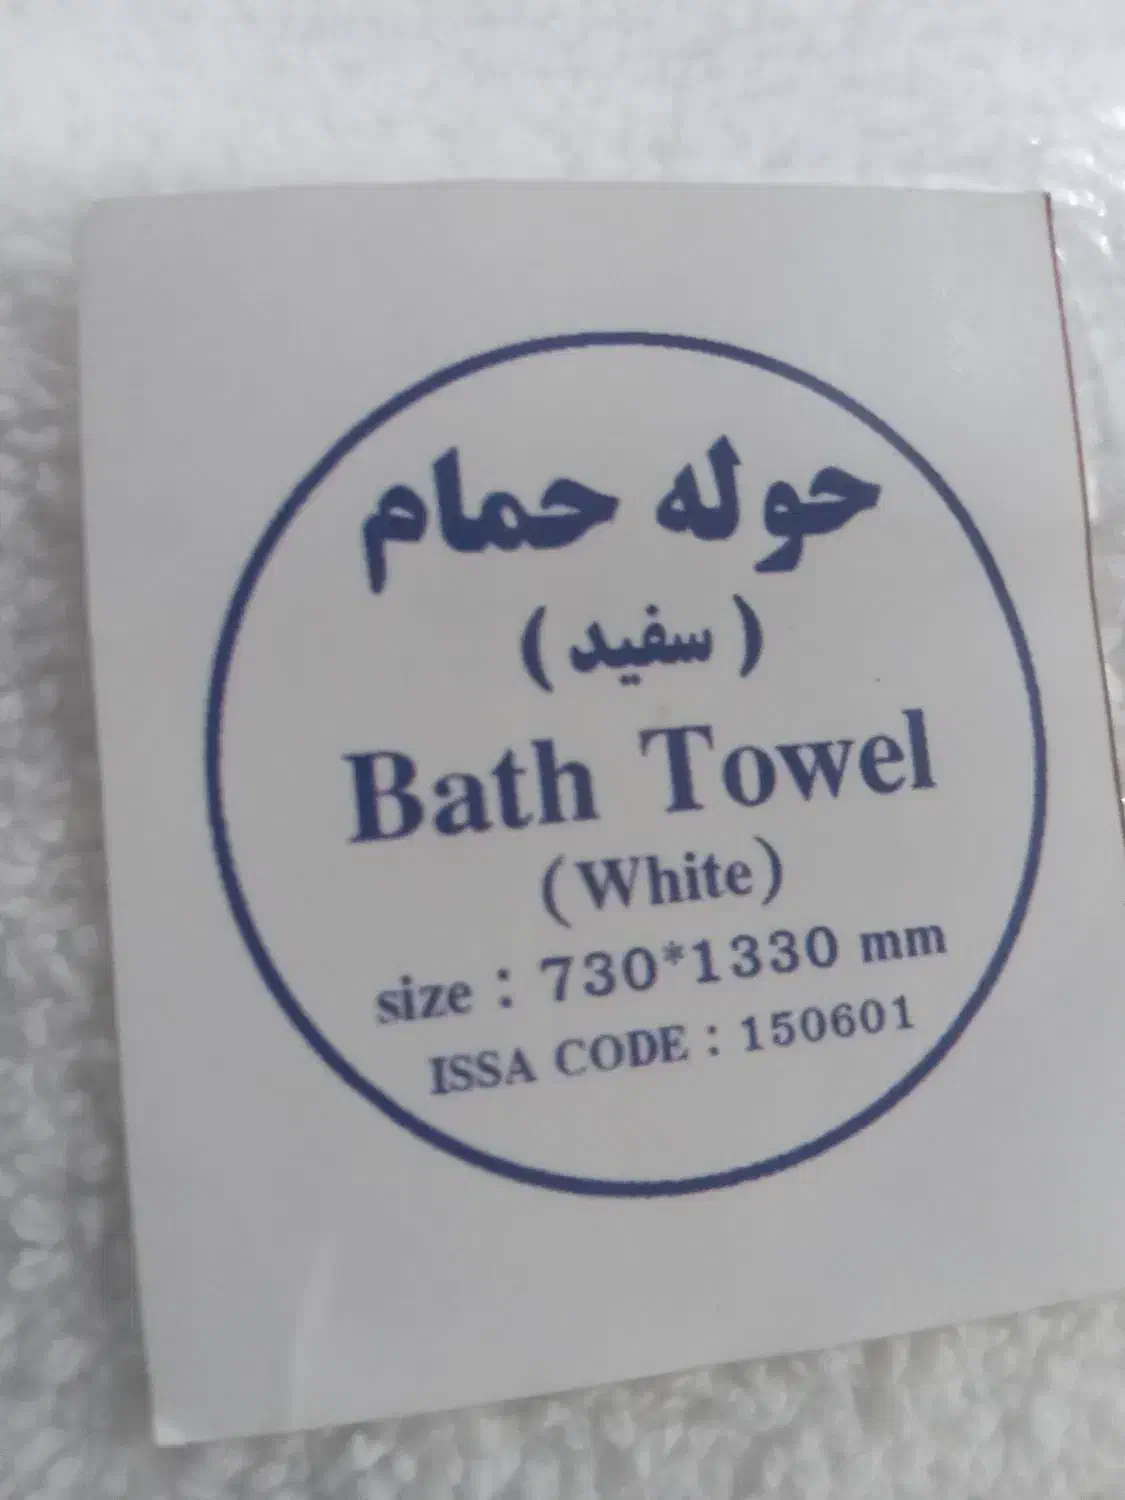 حوله حمام
( سفید )
Bath Towel
(White)
size : 730*1330 mm
ISSA CODE : 150601